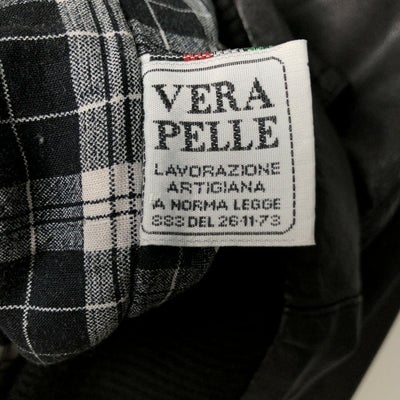 VERA
PELLE
LAVORAZIONE
ARTIGIANA
A NORMA LEGGE
883 DEL 26-11-73